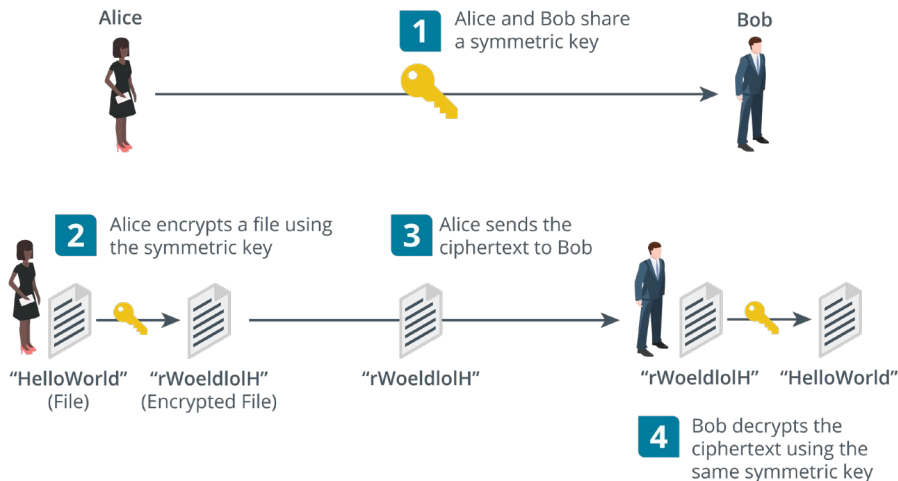 Alice
1
Alice and Bob share
a symmetric key
Bob
2
Alice encrypts a file using
the symmetric key
3
Alice sends the
ciphertext to Bob
“HelloWorld”
(File)
“rWoeldlolH”
(Encrypted File)
“rWoeldlolH”
“rWoeldlolH”
“HelloWorld”
4
Bob decrypts the
ciphertext using the
same symmetric key